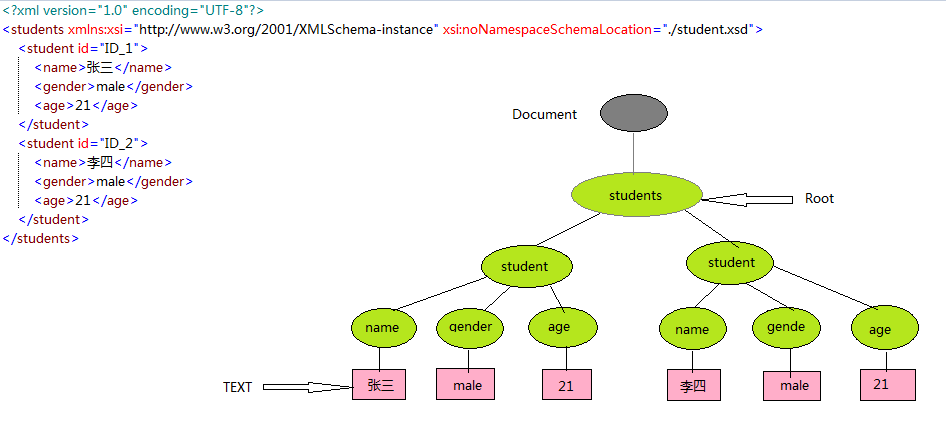 <?xml version="1.0" encoding="UTF-8"?>
<students xmlns:xsi="http://www.w3.org/2001/XMLSchema-instance" xsi:noNamespaceSchemaLocation="./student.xsd">
<student id="ID_1">
<name>张三</name>
<gender>male</gender>
<age>21</age>
</student>
<student id="ID_2">
<name>李四</name>
<gender>male</gender>
<age>21</age>
</student>
</students>
Document
students
Root
student
student
name
gender
age
name
gende
age
TEXT
张三
male
21
李四
male
21